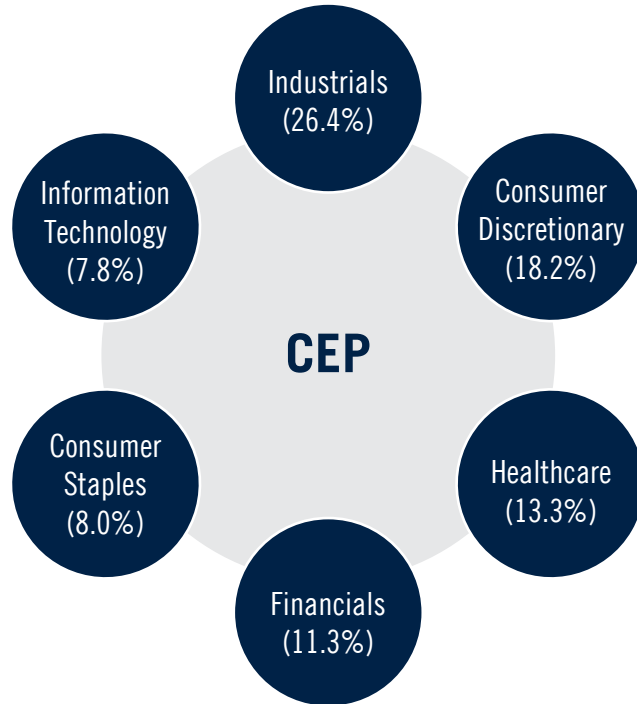 Industrials
(26.4%)
Information
Technology
(7.8%)
Consumer
Discretionary
(18.2%)
CEP
Consumer
Staples
(8.0%)
Healthcare
(13.3%)
Financials
(11.3%)